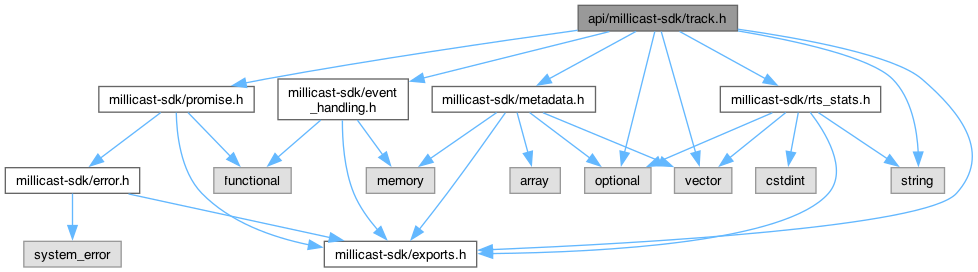 api/millicast-sdk/track.h
millicast-sdk/promise.h
millicast-sdk/event
_handling.h
millicast-sdk/metadata.h
millicast-sdk/rts_stats.h
millicast-sdk/error.h
functional
memory
array
optional
vector
cstdint
string
system_error
millicast-sdk/exports.h